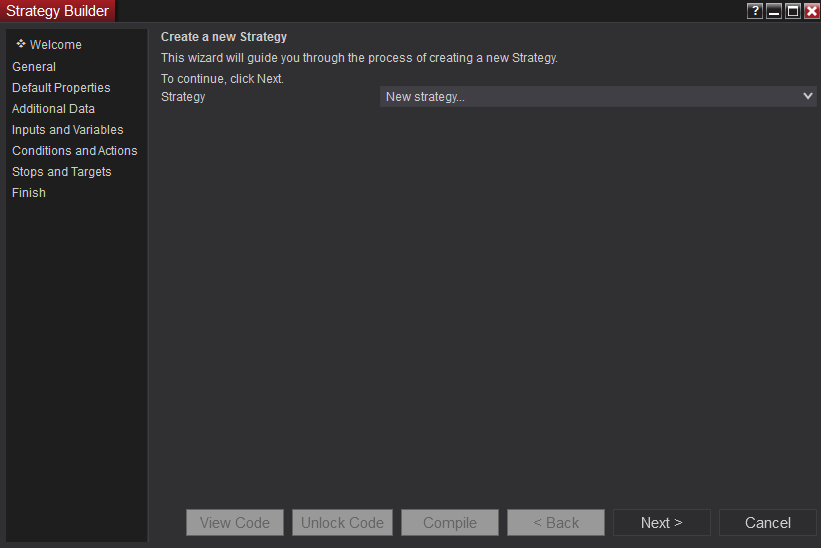 Strategy Builder
?
Welcome
General
Default Properties
Additional Data
Inputs and Variables
Conditions and Actions
Stops and Targets
Finish
Create a new Strategy
This wizard will guide you through the process of creating a new Strategy.
To continue, click Next.
Strategy New strategy...
View Code Unlock Code Compile < Back Next > Cancel